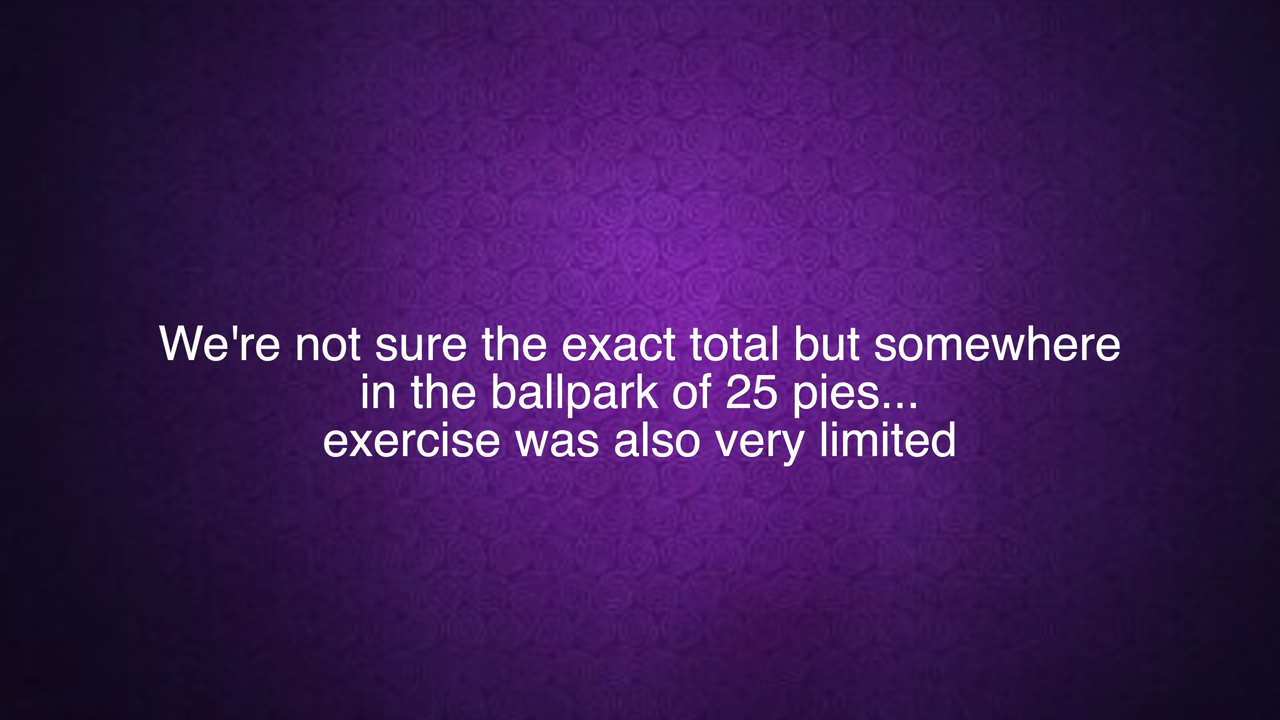 We're not sure the exact total but somewhere
in the ballpark of 25 pies...
exercise was also very limited